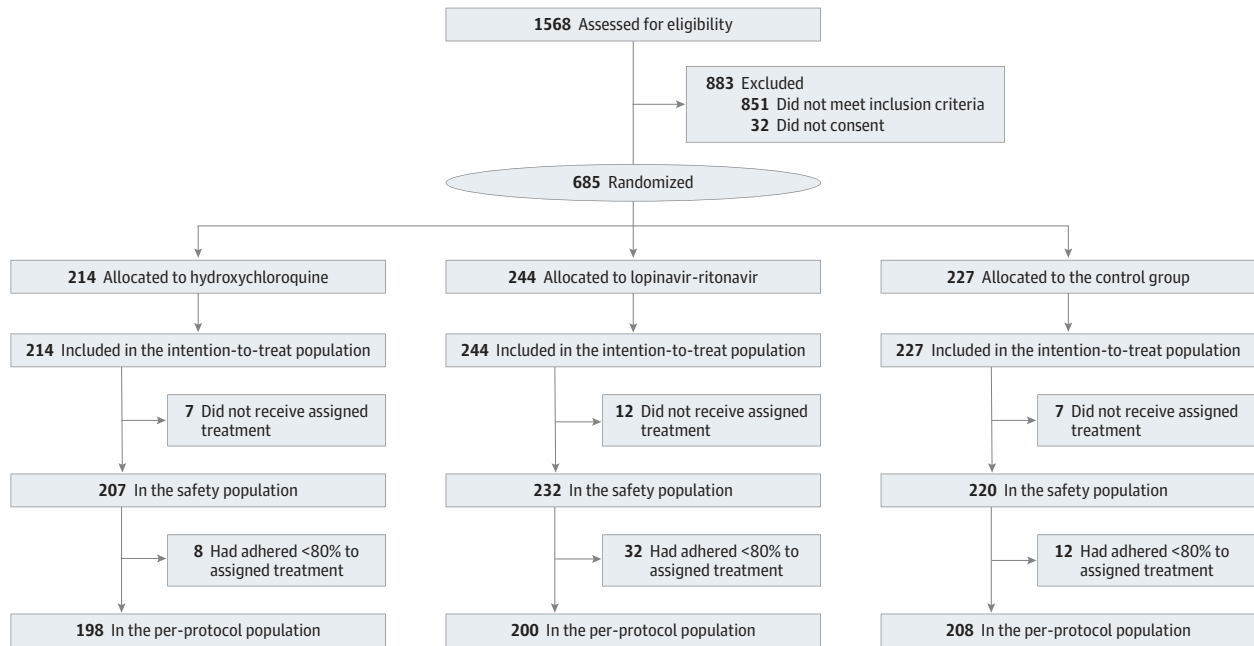 1568 Assessed for eligibility
883 Excluded
851 Did not meet inclusion criteria
32 Did not consent
685 Randomized
214 Allocated to hydroxychloroquine
244 Allocated to lopinavir-ritonavir
227 Allocated to the control group
214 Included in the intention-to-treat population
244 Included in the intention-to-treat population
227 Included in the intention-to-treat population
7 Did not receive assigned
treatment
12 Did not receive assigned
treatment
7 Did not receive assigned
treatment
207 In the safety population
232 In the safety population
220 In the safety population
8 Had adhered <80% to
assigned treatment
32 Had adhered <80% to
assigned treatment
12 Had adhered <80% to
assigned treatment
198 In the per-protocol population
200 In the per-protocol population
208 In the per-protocol population